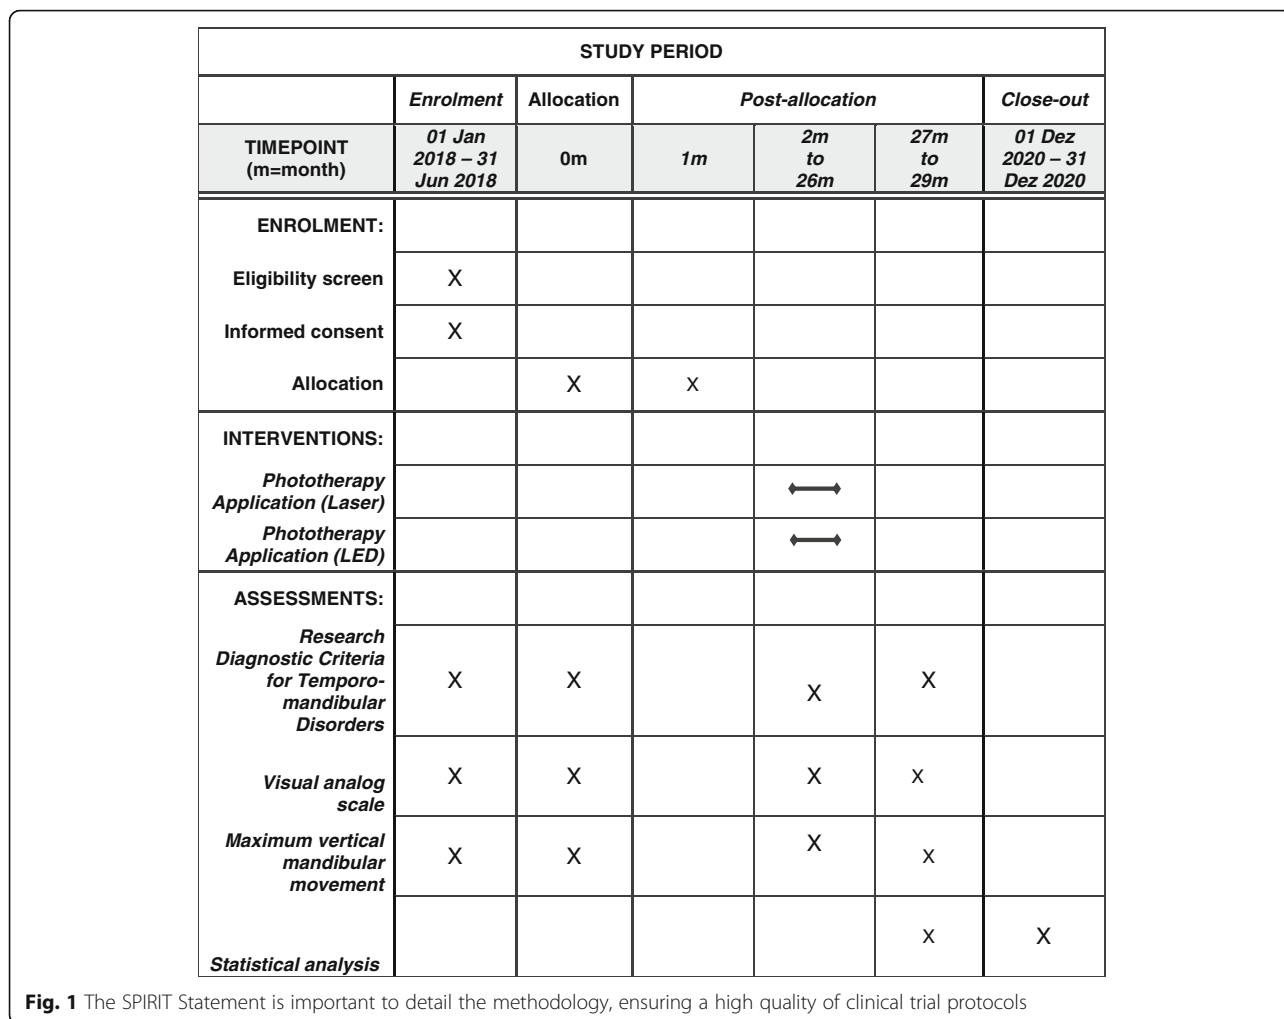 STUDY PERIOD
Enrolment Allocation Post-allocation Close-out
TIMEPOINT
(m=month)
01 Jan
2018 – 31
Jun 2018
0m
1m
2m
to
26m
27m
to
29m
01 Dez
2020 – 31
Dez 2020
ENROLMENT:
Eligibility screen X
Informed consent X
Allocation X x
INTERVENTIONS:
Phototherapy
Application (Laser)
Phototherapy
Application (LED)
ASSESSMENTS:
Research
Diagnostic Criteria
for Temporo-
mandibular
Disorders
X X X X
Visual analog
scale
X X X x
Maximum vertical
mandibular
movement
X X X x
Statistical analysis
x X
Fig. 1 The SPIRIT Statement is important to detail the methodology, ensuring a high quality of clinical trial protocols